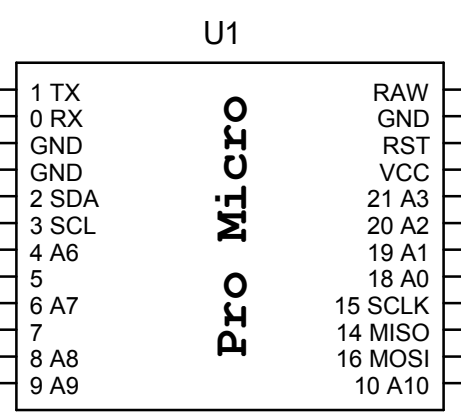 U1
1 TX
0 RX
GND
GND
2 SDA
3 SCL
4 A6
5
6 A7
7
8 A8
9 A9
Pro Micro
RAW
GND
RST
VCC
21 A3
20 A2
19 A1
18 A0
15 SCLK
14 MISO
16 MOSI
10 A10